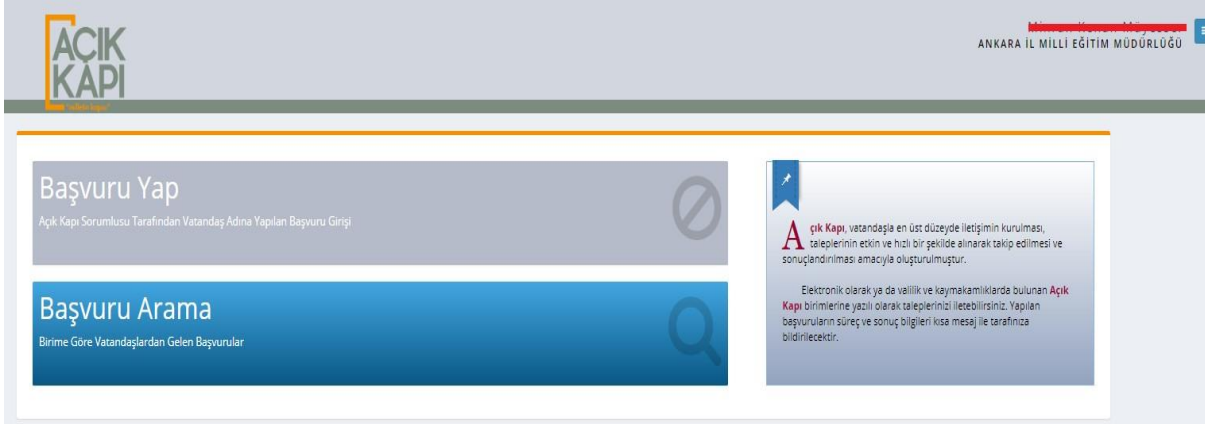 AÇIK
KAPI
ANKARA İL MİLLİ EĞİTİM MÜDÜRLÜĞÜ
Başvuru Yap
Açık Kapı Sorumlusu Tarafından Vatandaş Adına Yapılan Başvuru Girişi
Başvuru Arama
Birime Göre Vatandaşlardan Gelen Başvurular
Açık Kapı, vatandaşla en üst düzeyde iletişimin kurulması,
taleplerinin etkin ve hızlı bir şekilde alınarak takip edilmesi ve
sonuçlandırılması amacıyla oluşturulmuştur.
Elektronik olarak ya da valilik ve kaymakamlıklarda bulunan Açık
Kapı birimlerine yazılı olarak taleplerinizi iletebilirsiniz. Yapılan
başvuruların süreç ve sonuç bilgileri kısa mesaj ile tarafınıza
bildirilecektir.